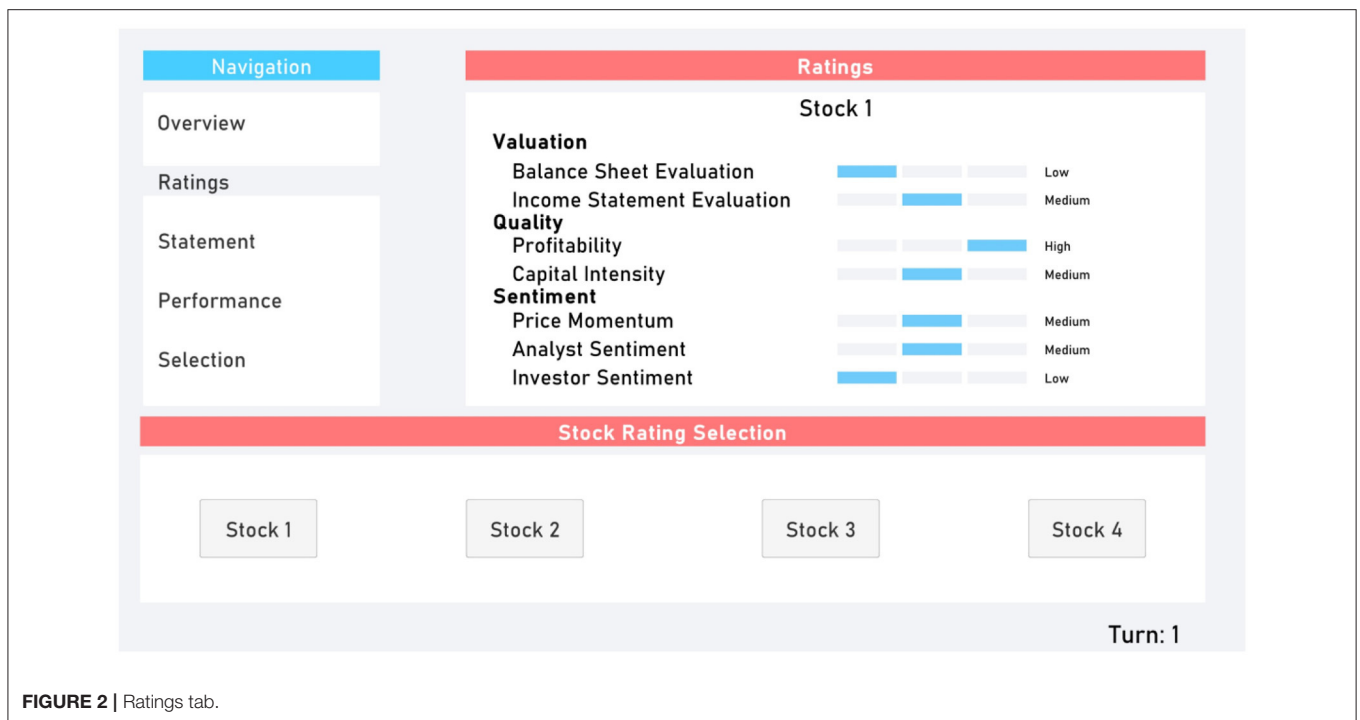 Navigation
Overview
Ratings
Statement
Performance
Selection
Ratings
Stock 1
Valuation
Balance Sheet Evaluation Low
Income Statement Evaluation Medium
Quality
Profitability High
Capital Intensity Medium
Sentiment
Price Momentum Medium
Analyst Sentiment Medium
Investor Sentiment Low
Stock Rating Selection
Stock 1 Stock 2 Stock 3 Stock 4
Turn: 1
FIGURE 2 | Ratings tab.